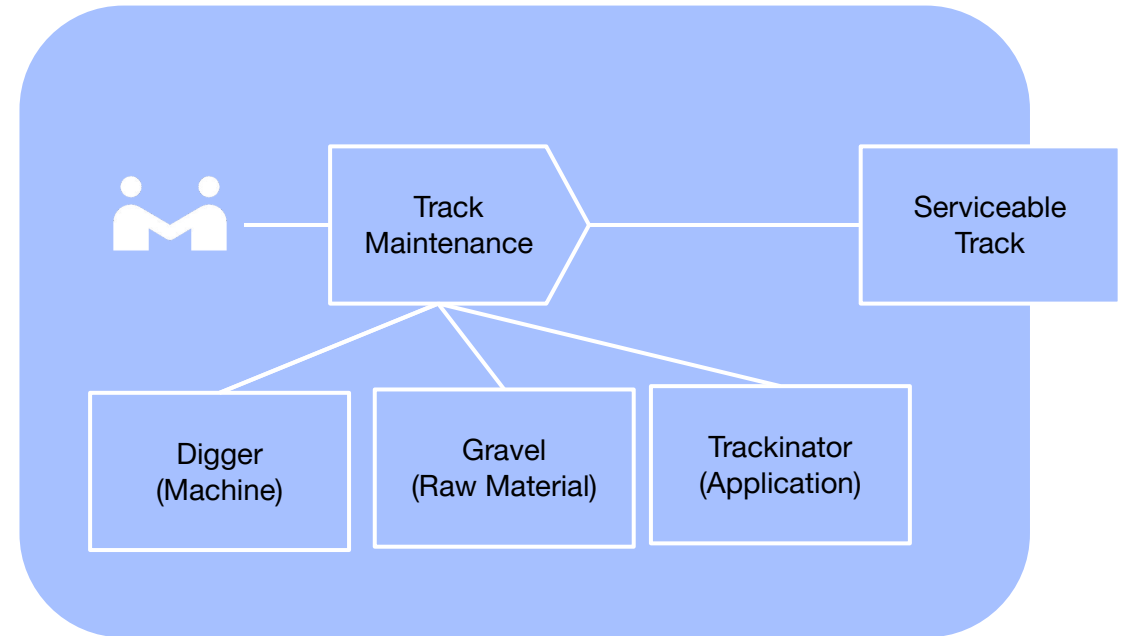 Track
Maintenance
Serviceable
Track
Digger
(Machine)
Gravel
(Raw Material)
Trackinator
(Application)